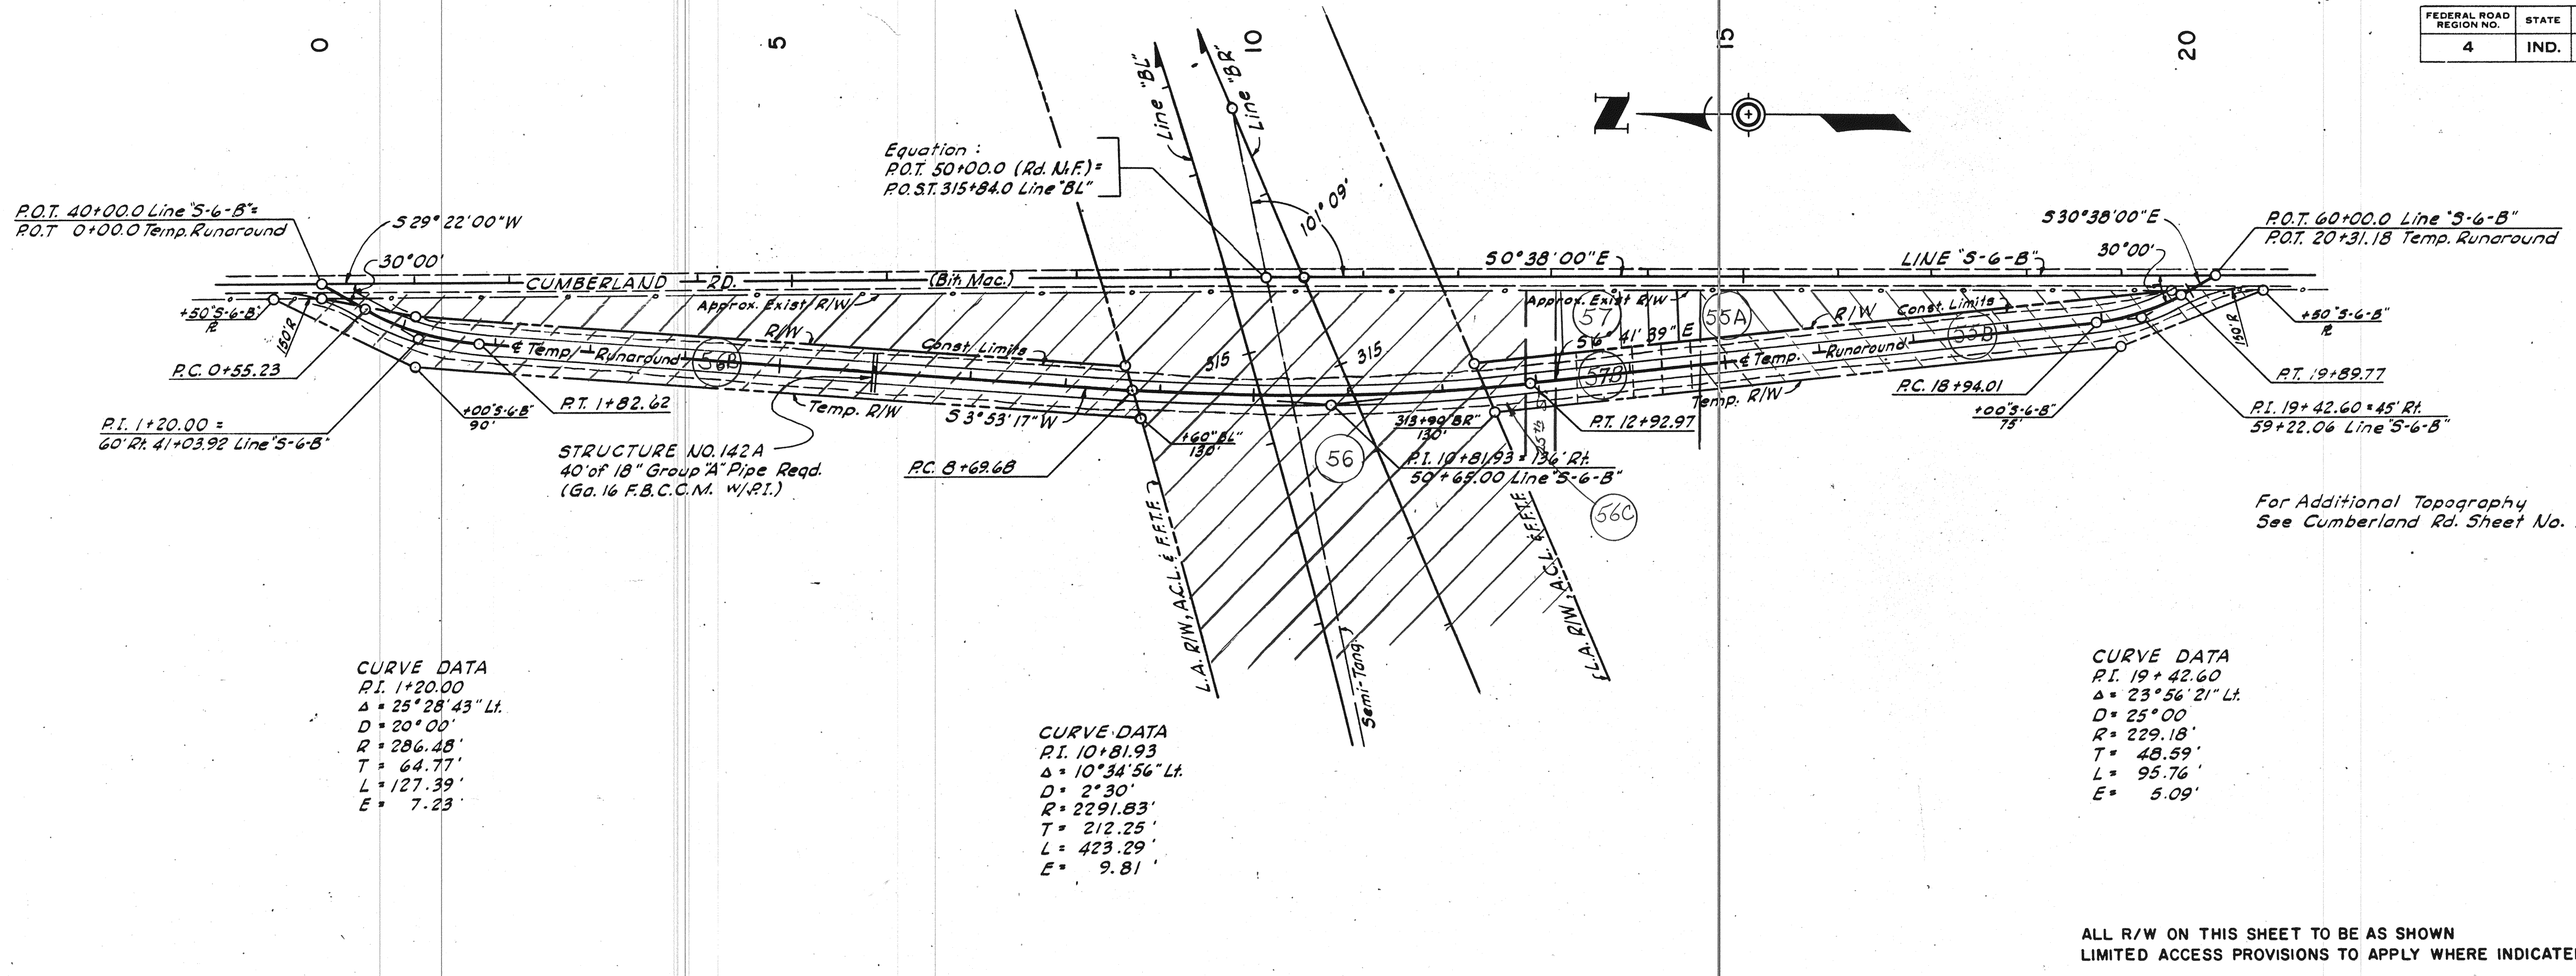 0
5
10
15
20
FEDERAL ROAD
REGION NO.
STATE
4
IND.
N
Line "BL"
Line "BR"
Equation :
P.O.T. 50+00.0 (Rd. N.F.) =
P.O.S.T. 315+84.0 Line "BL"
101° 09'
P.O.T. 40+00.0 Line "S-6-B" =
P.O.T 0+00.0 Temp. Runaround
S 29° 22' 00" W
30° 00'
CUMBERLAND RD.
(Bit. Mac.)
S 0° 38' 00" E
LINE "S-6-B"
30° 00'
S 30° 38' 00" E
P.O.T. 60+00.0 Line "S-6-B"
P.O.T. 20+31.18 Temp. Runaround
Approx. Exist R/W
Approx. Exist R/W
57
55A
R/W
Const. Limits
+50 "S-6-B"
℞
150' R
R/W
Const. Limits
℄ Temp. Runaround
56B
315
315
S 6° 41' 39" E
57B
℄ Temp. Runaround
55B
150' R
+50 "S-6-B"
℞
P.C. 0+55.23
P.I. 1+20.00 =
60' Rt. 41+03.92 Line "S-6-B"
+00 "S-6-B"
90'
P.T. 1+82.62
Temp. R/W
S 3° 53' 17" W
STRUCTURE NO. 142A
40' of 18" Group "A" Pipe Reqd.
(Ga. 16 F.B.C.C.M. W/P.I.)
P.C. 8+69.68
+60 "BL"
130'
56
313+90 "BR"
130'
P.I. 10+81.93 = 136' Rt.
50+65.00 Line "S-6-B"
P.T. 12+92.97
56C
Temp. R/W
P.C. 18+94.01
+00 "S-6-B"
75'
P.T. 19+89.77
P.I. 19+42.60 = 45' Rt.
59+22.06 Line "S-6-B"
For Additional Topography
See Cumberland Rd. Sheet No.
L.A. R/W, A.C.L. & F.F.T.F.
Semi-Tang.
L.A. R/W, A.C.L. & F.F.T.F.
CURVE DATA
P.I. 1+20.00
Δ = 25° 28' 43" Lt.
D = 20° 00'
R = 286.48'
T = 64.77'
L = 127.39'
E = 7.23'
CURVE DATA
P.I. 10+81.93
Δ = 10° 34' 56" Lt.
D = 2° 30'
R = 2291.83'
T = 212.25'
L = 423.29'
E = 9.81'
CURVE DATA
P.I. 19+42.60
Δ = 23° 56' 21" Lt.
D = 25° 00
R = 229.18'
T = 48.59'
L = 95.76'
E = 5.09'
ALL R/W ON THIS SHEET TO BE AS SHOWN
LIMITED ACCESS PROVISIONS TO APPLY WHERE INDICATE